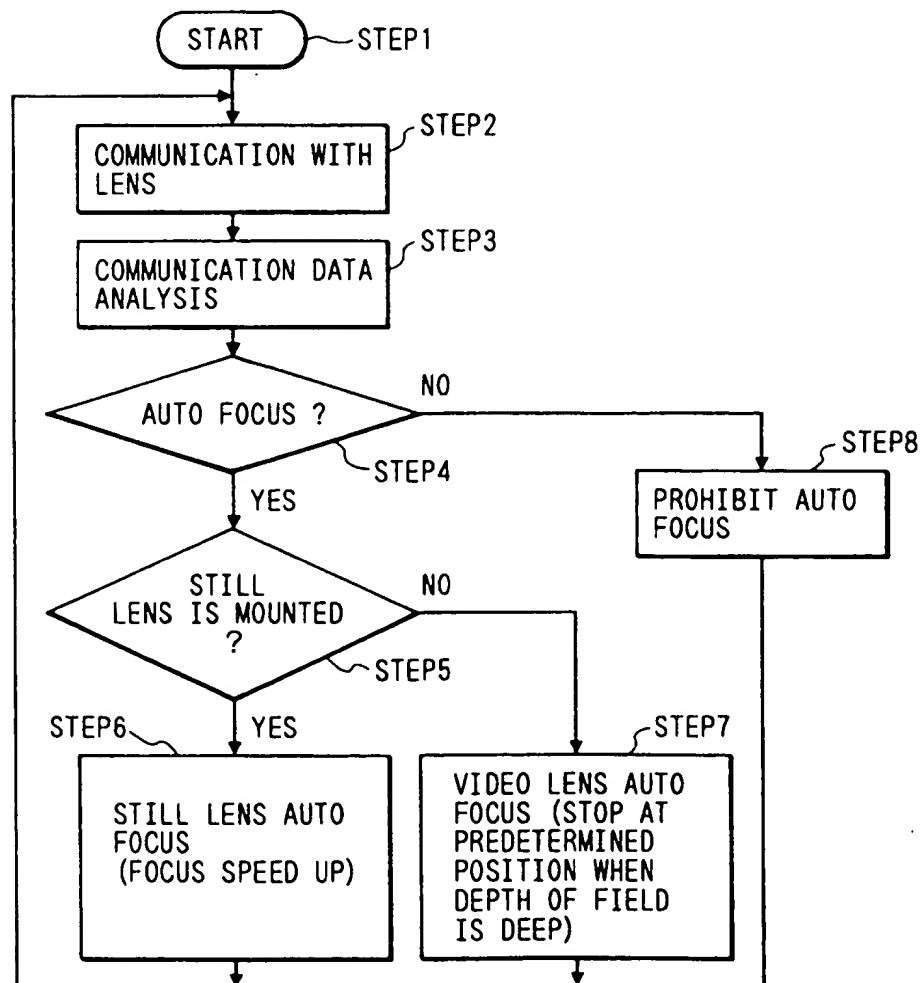 START
STEP1
STEP2
COMMUNICATION WITH
LENS
STEP3
COMMUNICATION DATA
ANALYSIS
NO
AUTO FOCUS ?
STEP4
STEP8
PROHIBIT AUTO
FOCUS
YES
NO
STILL
LENS IS MOUNTED
?
STEP5
STEP6
YES
STEP7
STILL LENS AUTO
FOCUS
(FOCUS SPEED UP)
VIDEO LENS AUTO
FOCUS (STOP AT
PREDETERMINED
POSITION WHEN
DEPTH OF FIELD
IS DEEP)